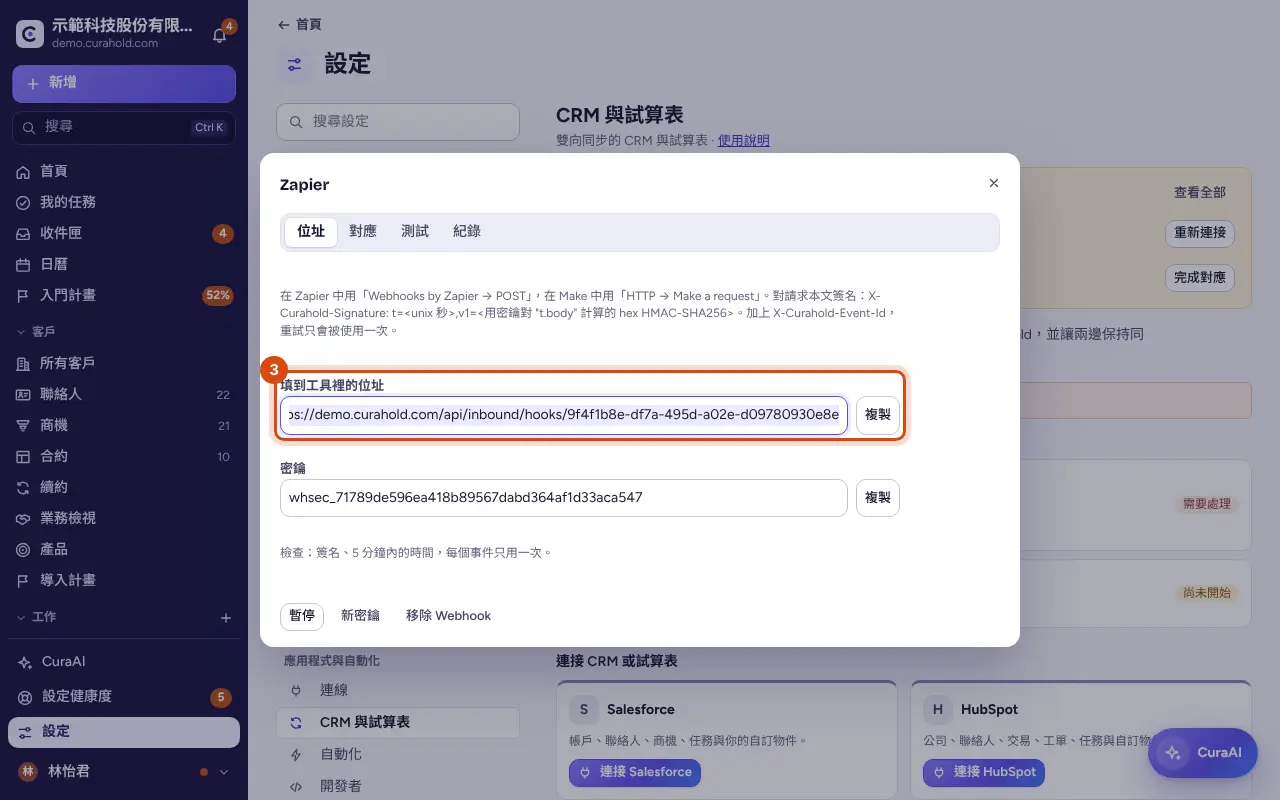 示範科技股份有限...
demo.curahold.com
4
新增
搜尋
Ctrl K
首頁
我的任務
收件匣
4
日曆
入門計畫
52%
客戶
所有客戶
聯絡人
22
商機
21
合約
10
續約
業務檢視
產品
導入計畫
工作
CuraAI
設定健康度
5
設定
林
林怡君
首頁
設定
搜尋設定
CRM 與試算表
雙向同步的 CRM 與試算表 · 使用說明
查看全部
重新連接
完成對應
ld，並讓兩邊保持同
需要處理
尚未開始
Zapier
位址
對應
測試
紀錄
在 Zapier 中用「Webhooks by Zapier → POST」，在 Make 中用「HTTP → Make a request」。對請求本文簽名：X-
Curahold-Signature: t=<unix 秒>,v1=<用密鑰對 "t.body" 計算的 hex HMAC-SHA256>。加上 X-Curahold-Event-Id，
重試只會被使用一次。
3
填到工具裡的位址
ps://demo.curahold.com/api/inbound/hooks/9f4f1b8e-df7a-495d-a02e-d09780930e8e
複製
密鑰
whsec_71789de596ea418b89567dabd364af1d33aca547
複製
檢查：簽名、5 分鐘內的時間，每個事件只用一次。
暫停
新密鑰
移除 Webhook
應用程式與自動化
連線
CRM 與試算表
自動化
開發者
連接 CRM 或試算表
S
Salesforce
帳戶、聯絡人、商機、任務與你的自訂物件。
連接 Salesforce
H
HubSpot
公司、聯絡人、交易、工單、任務與自訂物
連接 HubSpot
CuraAI